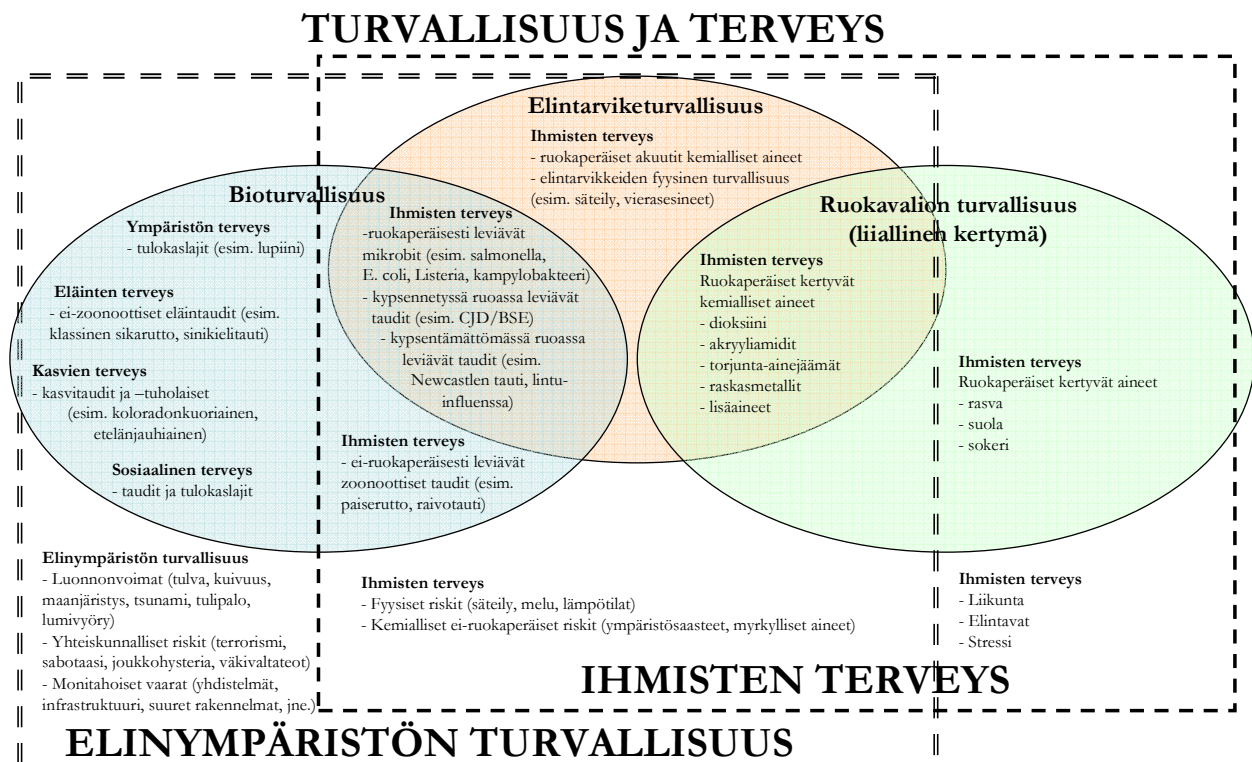 TURVALLISUUS JA TERVEYS
Elintarviketurvallisuus
Ihmisten terveys
- ruokaperäiset akuutit kemialliset aineet
- elintarvikkeiden fyysinen turvallisuus
(esim. säteily, vierasesineet)
Bioturvallisuus
Ympäristön terveys
- tulokaslajit (esim. lupiini)
Eläinten terveys
- ei-zoonoottiset eläintaudit (esim.
klassinen sikarutto, sinikielitauti)
Kasvien terveys
- kasvitaudit ja –tuholaiset
(esim. koloradonkuoriainen,
etelänjauhiainen)
Sosiaalinen terveys
- taudit ja tulokaslajit
Ihmisten terveys
-ruokaperäisesti leviävät
mikrobit (esim. salmonella,
E. coli, Listeria, kampylobakteeri)
- kypsennetyssä ruoassa leviävät
taudit (esim. CJD/BSE)
- kypsentämättömässä ruoassa
leviävät taudit (esim.
Newcastlen tauti, lintu-
influenssa)
Ihmisten terveys
- ei-ruokaperäisesti leviävät
zoonoottiset taudit (esim.
paiserutto, raivotauti)
Ruokavalion turvallisuus
(liiallinen kertymä)
Ihmisten terveys
Ruokaperäiset kertyvät
kemialliset aineet
- dioksiini
- akryyliamidit
- torjunta-ainejäämät
- raskasmetallit
- lisäaineet
Ihmisten terveys
Ruokaperäiset kertyvät aineet
- rasva
- suola
- sokeri
Elinympäristön turvallisuus
- Luonnonvoimat (tulva, kuivuus,
maanjäristys, tsunami, tulipalo,
lumivyöry)
- Yhteiskunnalliset riskit (terrorismi,
sabotaasi, joukkohysteria, väkivaltateot)
- Monitahoiset vaarat (yhdistelmät,
infrastruktuuri, suuret rakennelmat, jne.)
Ihmisten terveys
- Fyysiset riskit (säteily, melu, lämpötilat)
- Kemialliset ei-ruokaperäiset riskit (ympäristösaasteet, myrkylliset aineet)
Ihmisten terveys
- Liikunta
- Elintavat
- Stressi
IHMISTEN TERVEYS
ELINYMPÄRISTÖN TURVALLISUUS